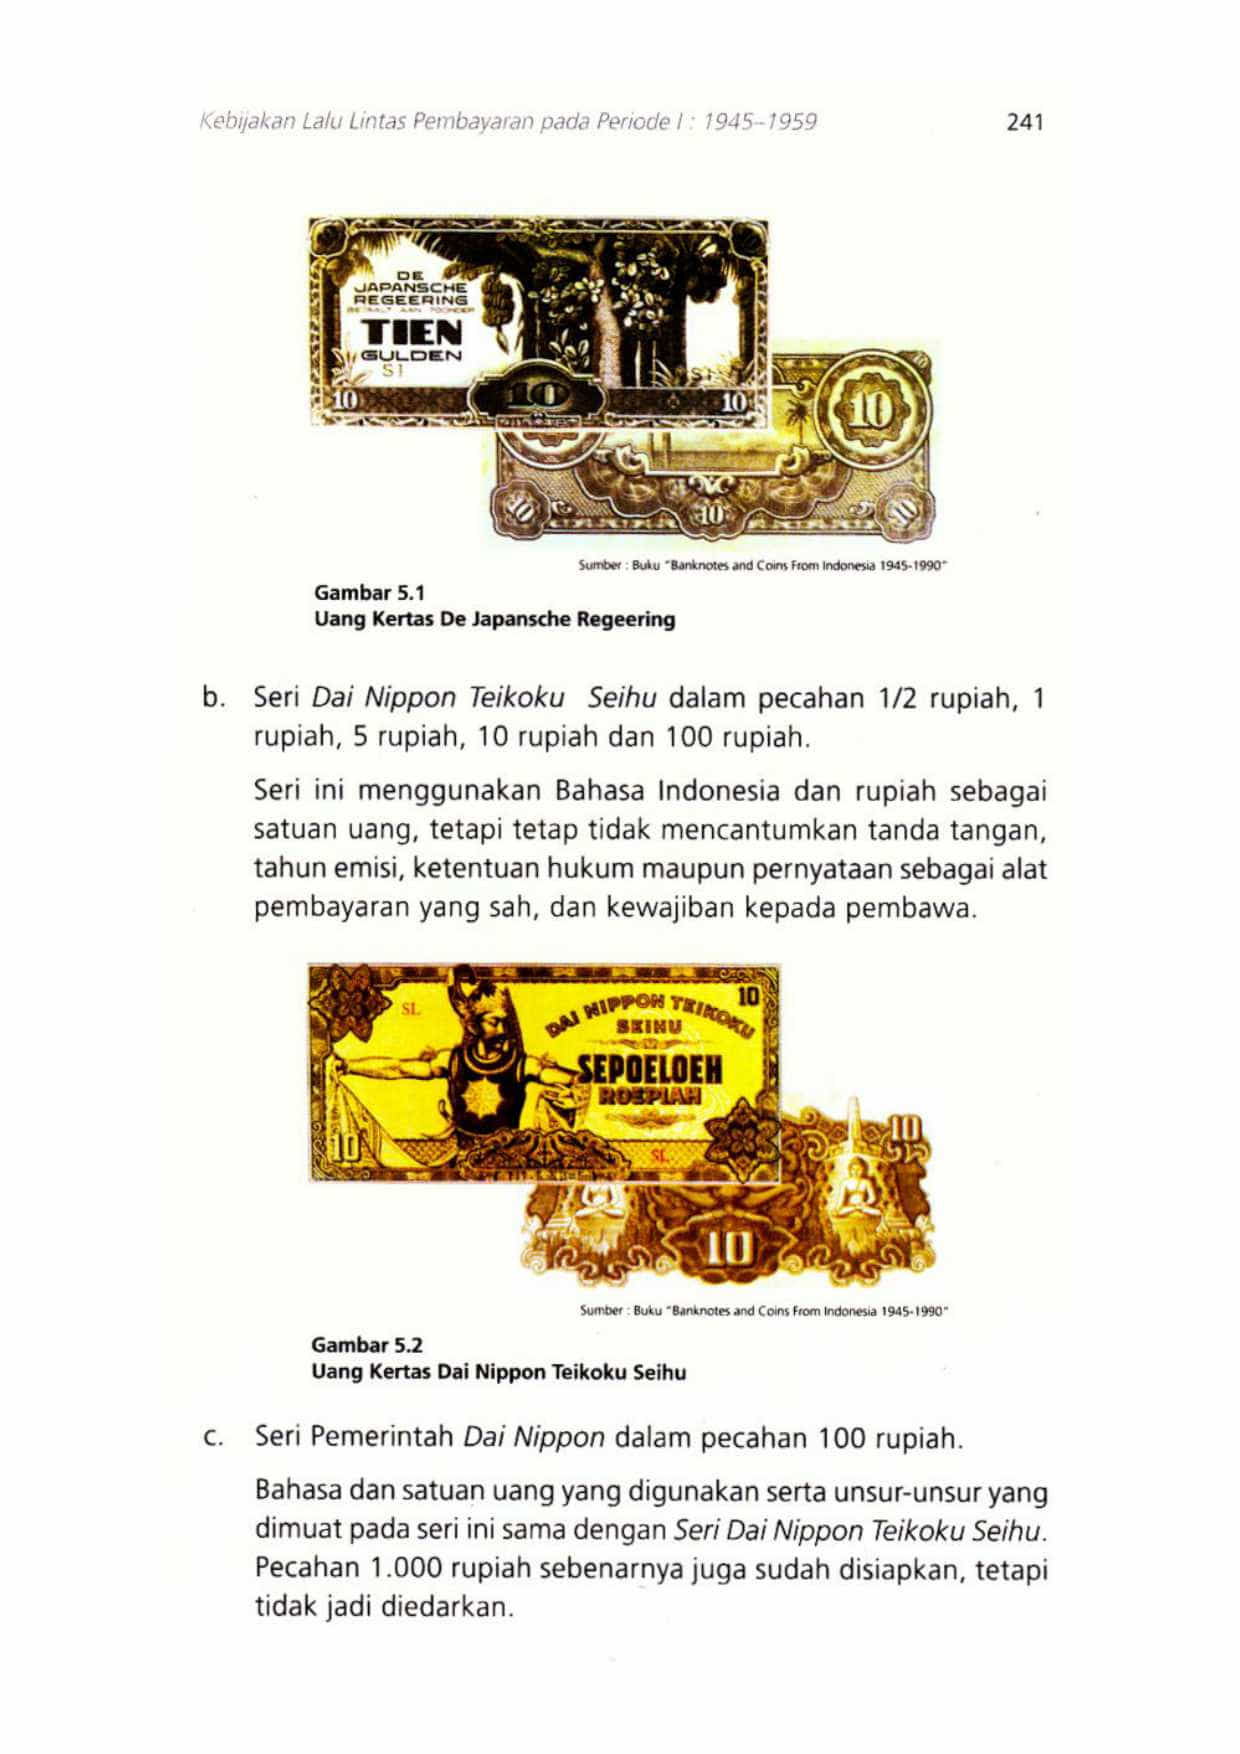 Kebijakan Lalu Lintas Pembayaran pada Periode I : 1945–1959 241
DE
JAPANSCHE
REGEERING
BETAALT AAN TOONDER
TIEN
GULDEN
SI
SI
10
10
10
10
10
10
10
Sumber : Buku "Banknotes and Coins From Indonesia 1945-1990"
Gambar 5.1
Uang Kertas De Japansche Regeering
b. Seri Dai Nippon Teikoku Seihu dalam pecahan 1/2 rupiah, 1
rupiah, 5 rupiah, 10 rupiah dan 100 rupiah.
Seri ini menggunakan Bahasa Indonesia dan rupiah sebagai
satuan uang, tetapi tetap tidak mencantumkan tanda tangan,
tahun emisi, ketentuan hukum maupun pernyataan sebagai alat
pembayaran yang sah, dan kewajiban kepada pembawa.
SL
10
DAI NIPPON TEIKOKU
SEIHU
SEPOELOEH
ROEPIAH
10
SL
10
10
Sumber : Buku "Banknotes and Coins From Indonesia 1945-1990"
Gambar 5.2
Uang Kertas Dai Nippon Teikoku Seihu
c. Seri Pemerintah Dai Nippon dalam pecahan 100 rupiah.
Bahasa dan satuan uang yang digunakan serta unsur-unsur yang
dimuat pada seri ini sama dengan Seri Dai Nippon Teikoku Seihu.
Pecahan 1.000 rupiah sebenarnya juga sudah disiapkan, tetapi
tidak jadi diedarkan.